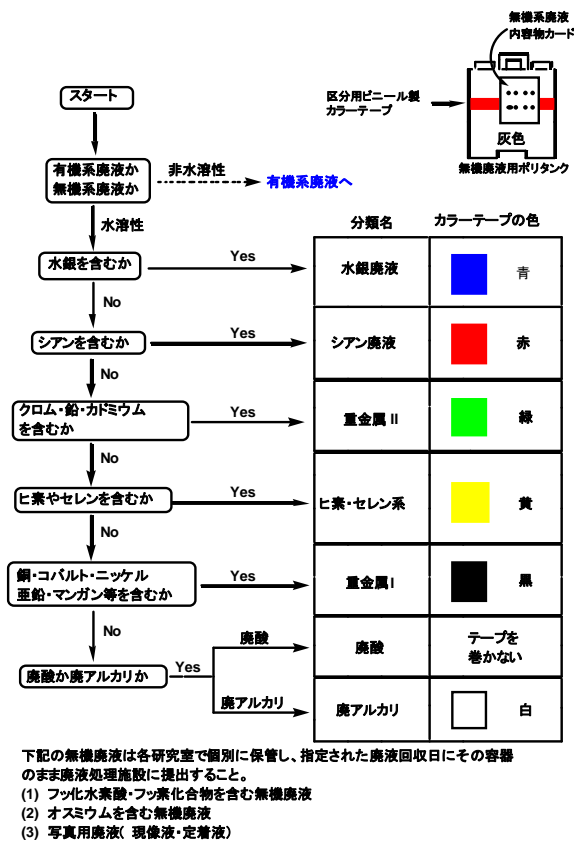 無機系廃液
内容物カード
区分用ビニール製
カラーテープ
灰色
無機廃液用ポリタンク
スタート
有機系廃液か
無機系廃液か
非水溶性
有機系廃液へ
水溶性
分類名
カラーテープの色
水銀を含むか
Yes
水銀廃液
青
No
シアンを含むか
Yes
シアン廃液
赤
No
クロム・鉛・カドミウム
を含むか
Yes
重金属 II
緑
No
ヒ素やセレンを含むか
Yes
ヒ素・セレン系
黄
No
銅・コバルト・ニッケル
亜鉛・マンガン等を含むか
Yes
重金属 I
黒
No
廃酸か廃アルカリか
Yes
廃酸
廃酸
テープを
巻かない
廃アルカリ
廃アルカリ
白
下記の無機廃液は各研究室で個別に保管し、指定された廃液回収日にその容器
のまま廃液処理施設に提出すること。
(1) フッ化水素酸・フッ素化合物を含む無機廃液
(2) オスミウムを含む無機廃液
(3) 写真用廃液( 現像液・定着液)